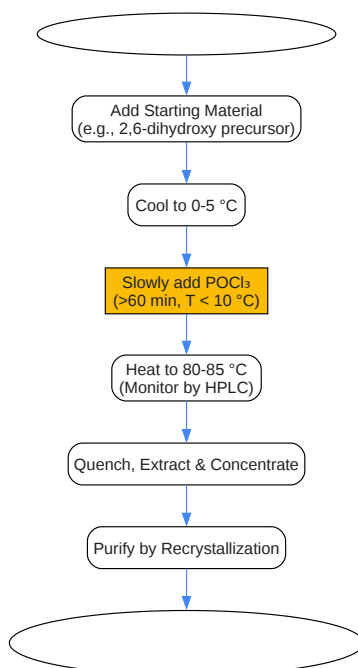 Add Starting Material
(e.g., 2,6-dihydroxy precursor)
Cool to 0-5 °C
Slowly add POCl₃
(>60 min, T < 10 °C)
Heat to 80-85 °C
(Monitor by HPLC)
Quench, Extract & Concentrate
Purify by Recrystallization